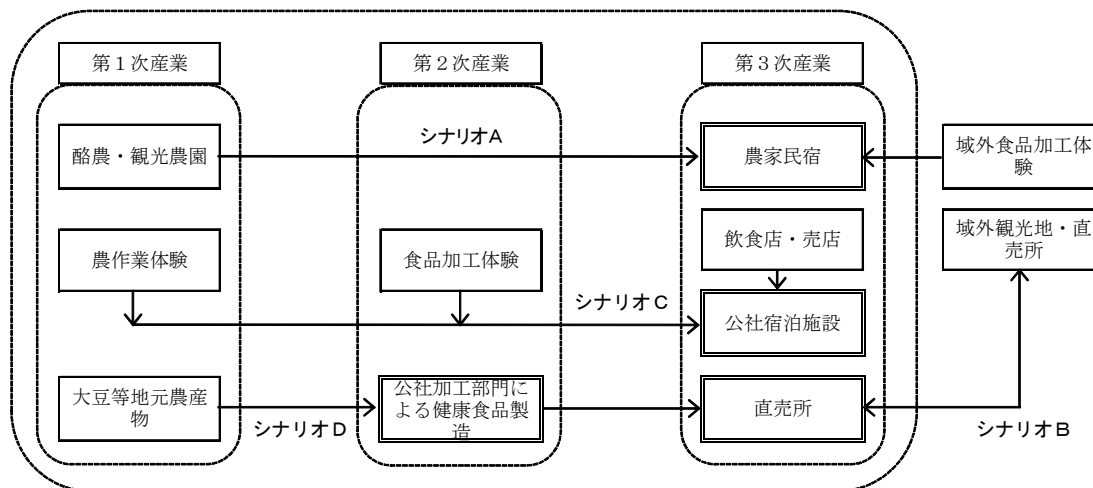 第１次産業
第２次産業
第３次産業
シナリオA
酪農・観光農園
農家民宿
域外食品加工体
験
農作業体験
食品加工体験
飲食店・売店
域外観光地・直
売所
シナリオC
公社宿泊施設
大豆等地元農産
物
公社加工部門に
よる健康食品製
造
直売所
シナリオD
シナリオB